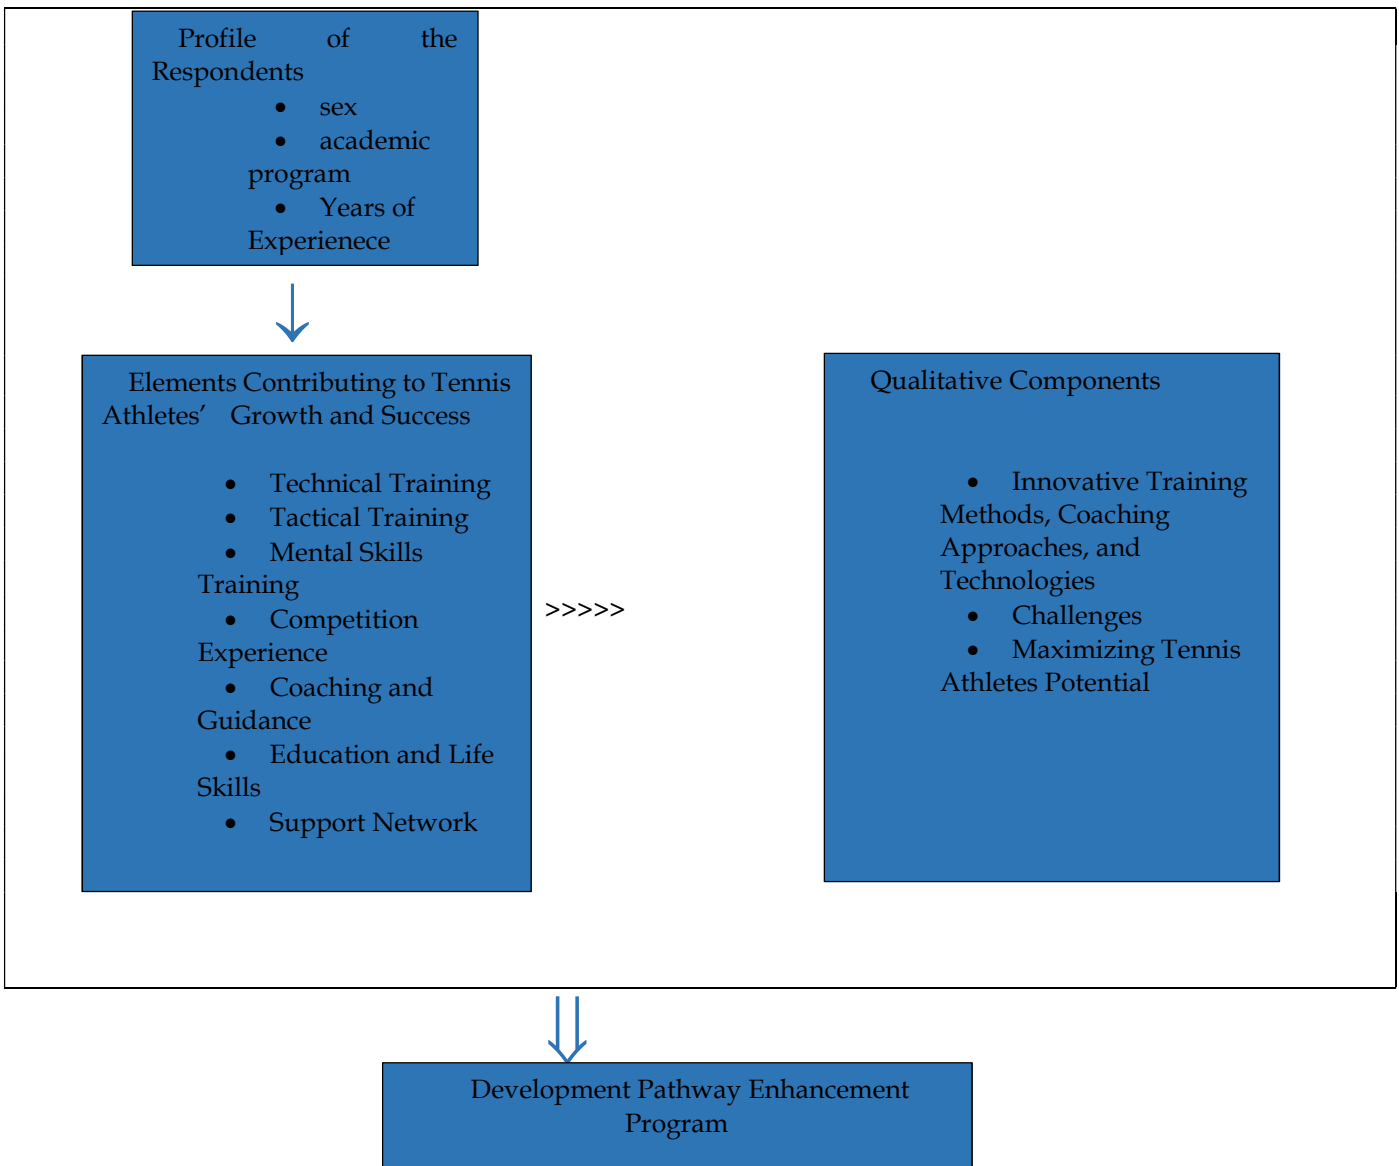 Profile of the
Respondents
• sex
• academic
program
• Years of
Experienece
Elements Contributing to Tennis
Athletes’ Growth and Success
• Technical Training
• Tactical Training
• Mental Skills
Training
• Competition
Experience
• Coaching and
Guidance
• Education and Life
Skills
• Support Network
>>>>>
Qualitative Components
• Innovative Training
Methods, Coaching
Approaches, and
Technologies
• Challenges
• Maximizing Tennis
Athletes Potential
Development Pathway Enhancement
Program